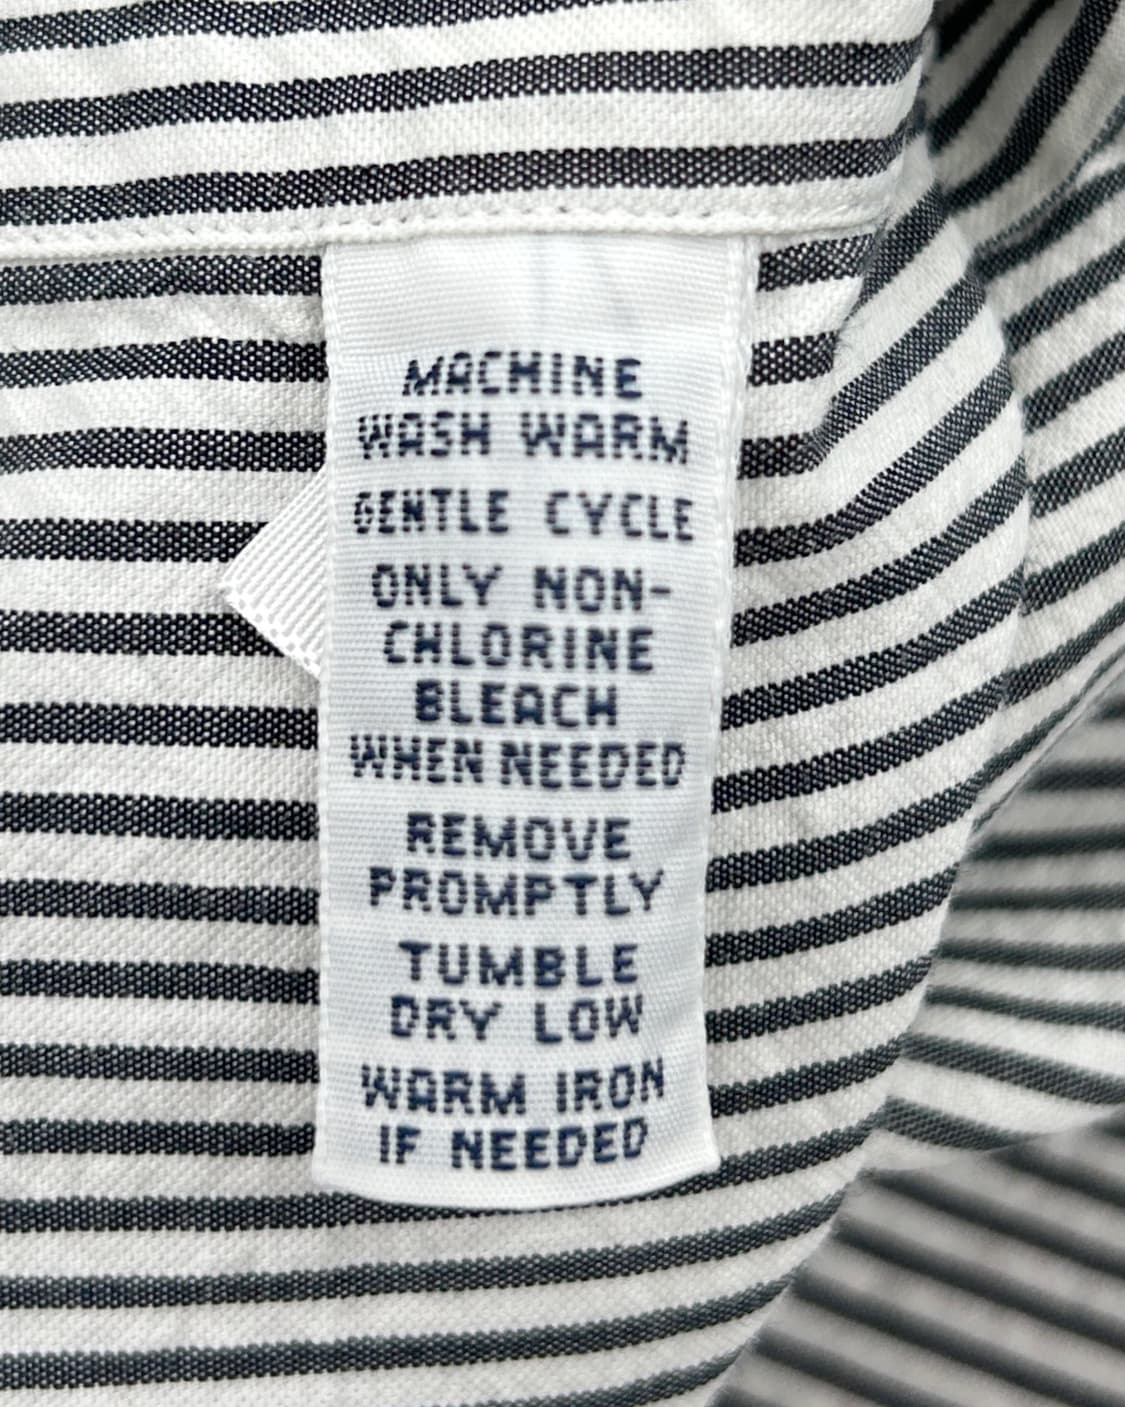 MACHINE
WASH WARM
GENTLE CYCLE
ONLY NON-
CHLORINE
BLEACH
WHEN NEEDED
REMOVE
PROMPTLY
TUMBLE
DRY LOW
WARM IRON
IF NEEDED